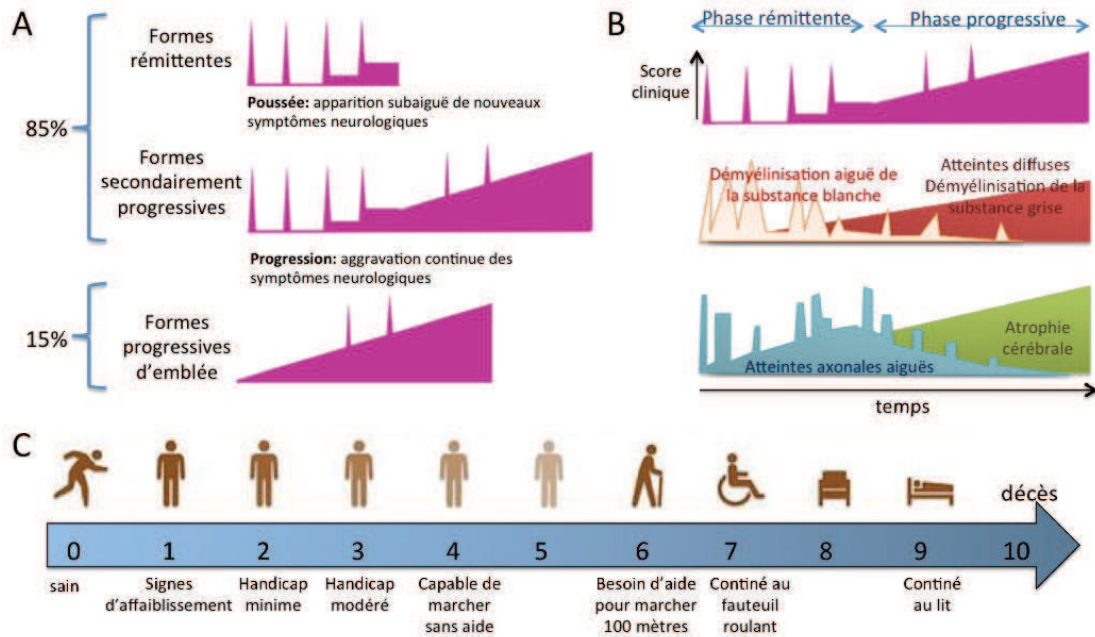 A
Formes
rémittentes
Poussée: apparition subaiguë de nouveaux
symptômes neurologiques
85%
Formes
secondairement
progressives
Progression: aggravation continue des
symptômes neurologiques
15%
Formes
progressives
d'emblée
B
Phase rémittente
Phase progressive
Score
clinique
Démyélinisation aiguë de
la substance blanche
Atteintes diffuses
Démyélinisation de la
substance grise
Atteintes axonales aiguës
Atrophie
cérébrale
temps
C
décès
0 1 2 3 4 5 6 7 8 9 10
sain
Signes
d'affaiblissement
Handicap
minime
Handicap
modéré
Capable de
marcher
sans aide
Besoin d'aide
pour marcher
100 mètres
Continé au
fauteuil
roulant
Continé
au lit